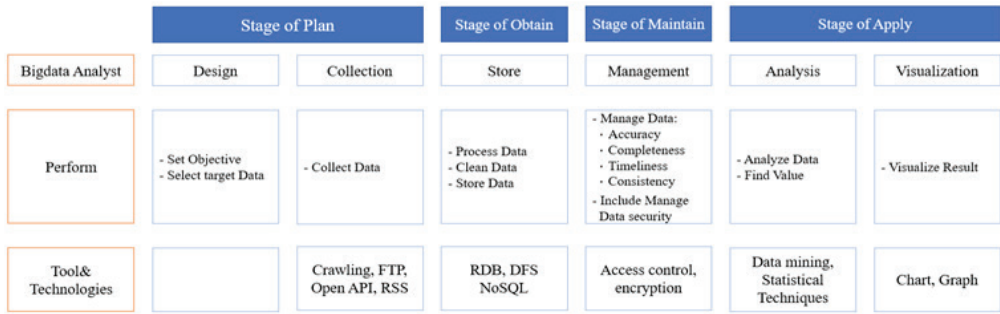 Stage of Plan
Stage of Obtain
Stage of Maintain
Stage of Apply
Bigdata Analyst
Design
Collection
Store
Management
Analysis
Visualization
Perform
- Set Objective
- Select target Data
- Collect Data
- Process Data
- Clean Data
- Store Data
- Manage Data:
· Accuracy
· Completeness
· Timeliness
· Consistency
- Include Manage
Data security
- Analyze Data
- Find Value
- Visualize Result
Tool&
Technologies
Crawling, FTP,
Open API, RSS
RDB, DFS
NoSQL
Access control,
encryption
Data mining,
Statistical
Techniques
Chart, Graph